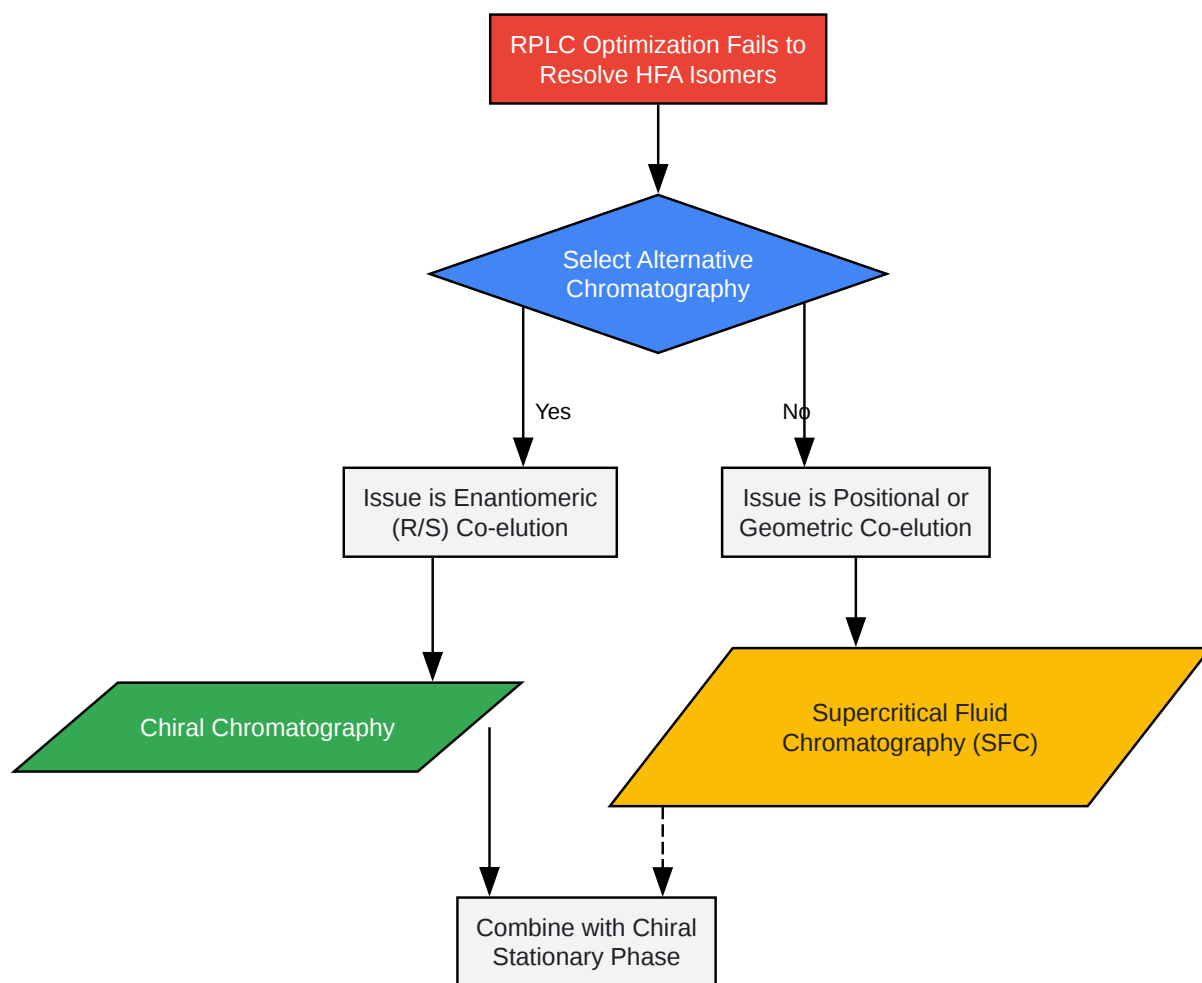 RPLC Optimization Fails to
Resolve HFA Isomers
Select Alternative
Chromatography
Yes
No
Issue is Enantiomeric
(R/S) Co-elution
Issue is Positional or
Geometric Co-elution
Chiral Chromatography
Supercritical Fluid
Chromatography (SFC)
Combine with Chiral
Stationary Phase